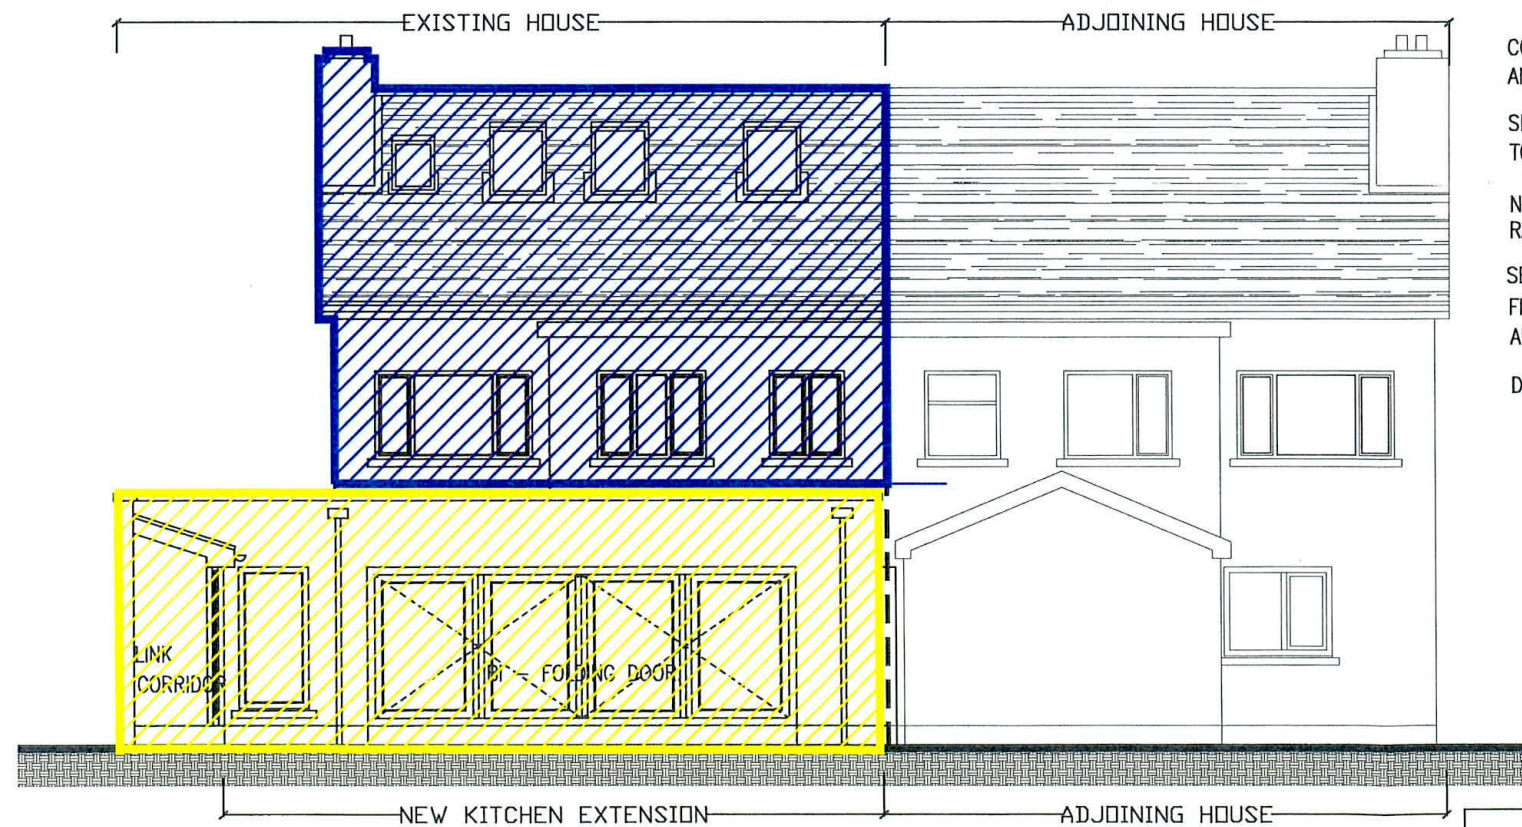 EXISTING HOUSE
ADJOINING HOUSE
LINK
CORRIDOR
BI - FOLDING DOOR
NEW KITCHEN EXTENSION
ADJOINING HOUSE